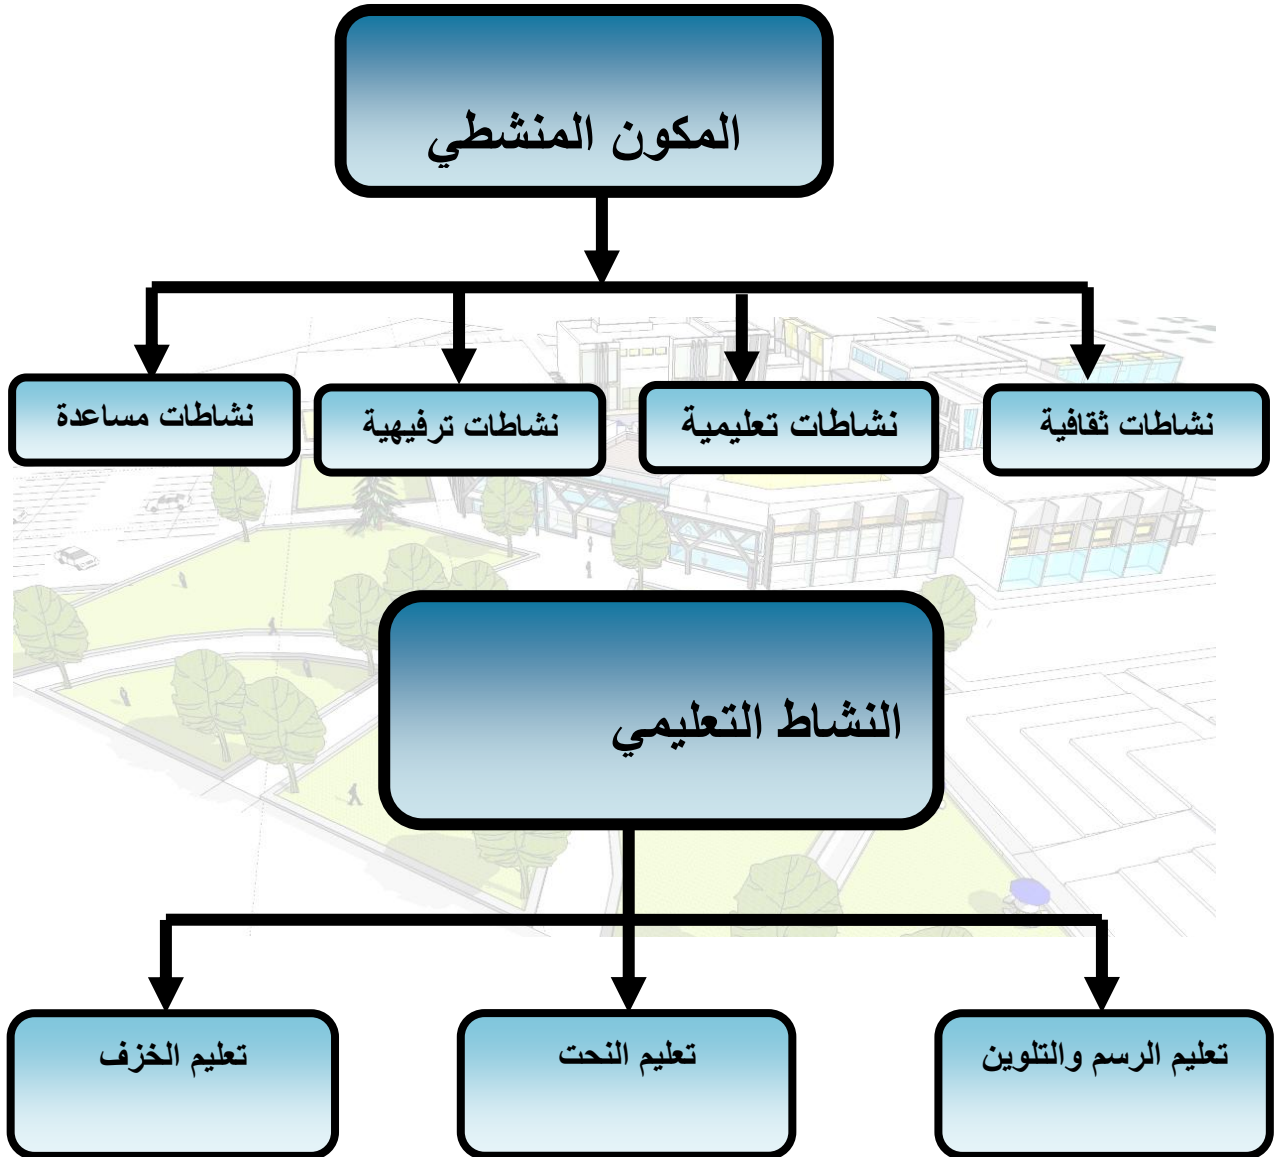 المكون المنشطي
نشاطات ثقافية
نشاطات تعليمية
نشاطات ترفيهية
نشاطات مساعدة
النشاط التعليمي
تعليم الرسم والتلوين
تعليم النحت
تعليم الخزف